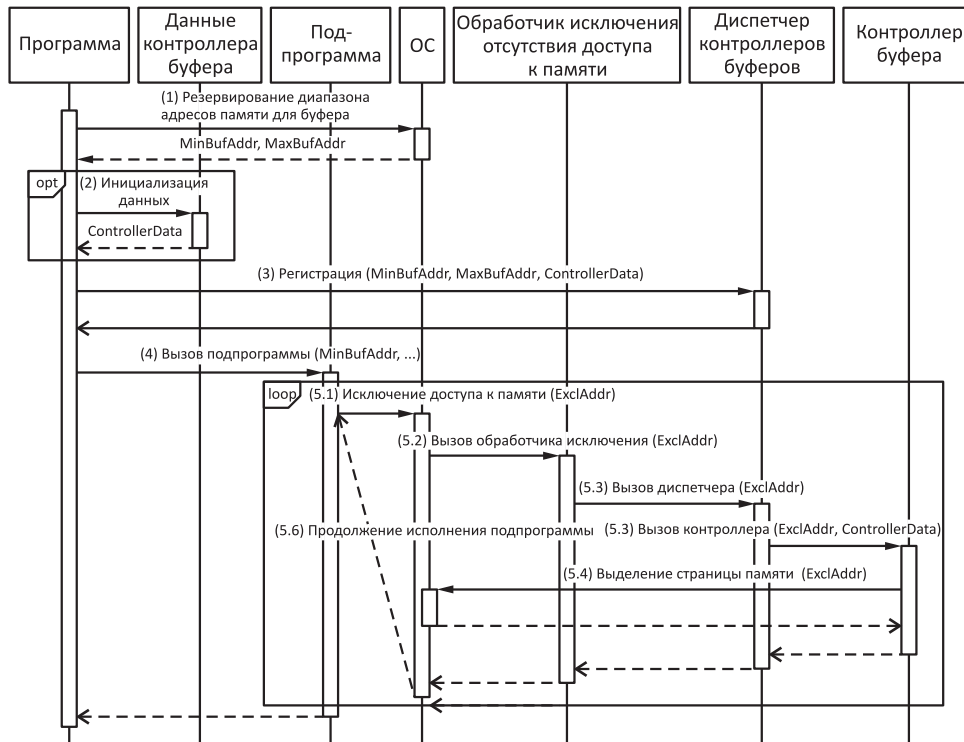 Программа
Данные
контроллера
буфера
Под-
программа
ОС
Обработчик исключения
отсутствия доступа
к памяти
Диспетчер
контроллеров
буферов
Контроллер
буфера
(1) Резервирование диапазона
адресов памяти для буфера
MinBufAddr, MaxBufAddr
opt
(2) Инициализация
данных
ControllerData
(3) Регистрация (MinBufAddr, MaxBufAddr, ControllerData)
(4) Вызов подпрограммы (MinBufAddr, ...)
loop
(5.1) Исключение доступа к памяти (ExclAddr)
(5.2) Вызов обработчика исключения (ExclAddr)
(5.3) Вызов диспетчера (ExclAddr)
(5.6) Продолжение исполнения подпрограммы
(5.3) Вызов контроллера (ExclAddr, ControllerData)
(5.4) Выделение страницы памяти (ExclAddr)